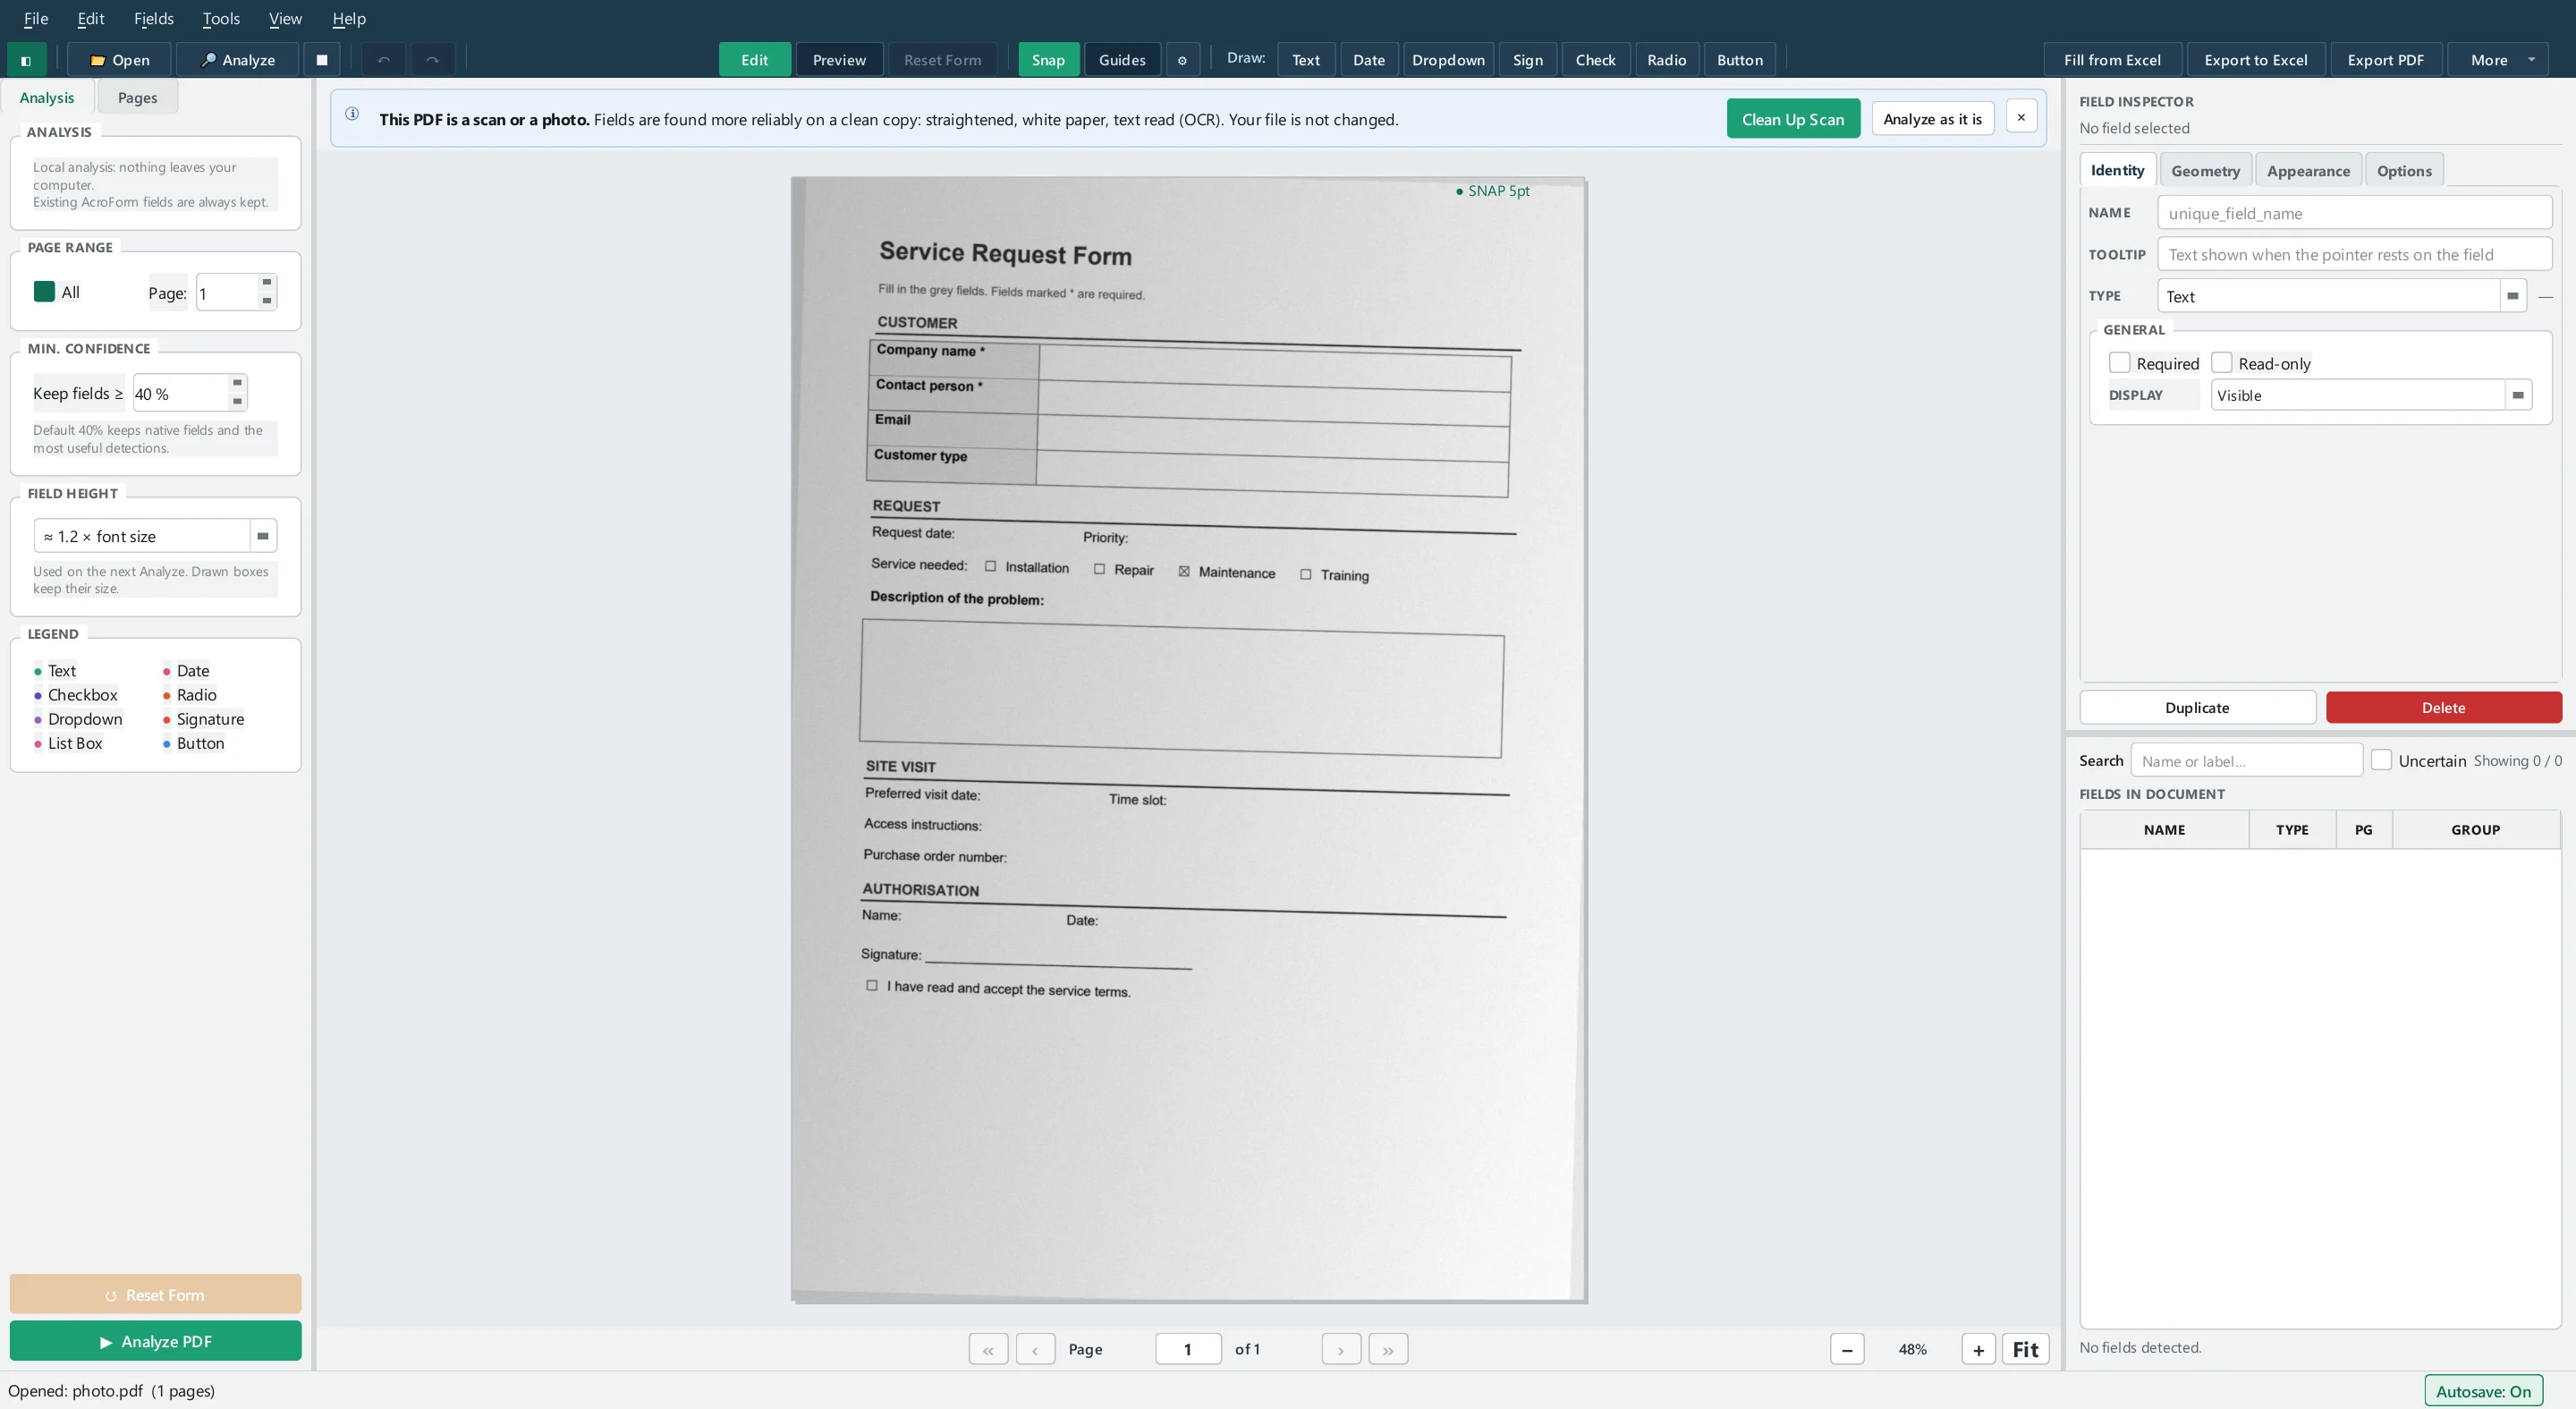 File Edit Fields Tools View Help
Open Analyze Edit Preview Reset Form Snap Guides Draw: Text Date Dropdown Sign Check Radio Button Fill from Excel Export to Excel Export PDF More
Analysis Pages
ANALYSIS
Local analysis: nothing leaves your
computer.
Existing AcroForm fields are always kept.
PAGE RANGE
All Page: 1
MIN. CONFIDENCE
Keep fields ≥ 40 %
Default 40% keeps native fields and the
most useful detections.
FIELD HEIGHT
≈ 1.2 × font size
Used on the next Analyze. Drawn boxes
keep their size.
LEGEND
Text Date
Checkbox Radio
Dropdown Signature
List Box Button
Reset Form
Analyze PDF
This PDF is a scan or a photo. Fields are found more reliably on a clean copy: straightened, white paper, text read (OCR). Your file is not changed. Clean Up Scan Analyze as it is ×
SNAP 5pt
Service Request Form
Fill in the grey fields. Fields marked * are required.
CUSTOMER
Company name *
Contact person *
Email
Customer type
REQUEST
Request date: Priority:
Service needed: ☐ Installation ☐ Repair ☒ Maintenance ☐ Training
Description of the problem:
SITE VISIT
Preferred visit date: Time slot:
Access instructions:
Purchase order number:
AUTHORISATION
Name: Date:
Signature:
☐ I have read and accept the service terms.
« ‹ Page 1 of 1 › » − 48% + Fit
FIELD INSPECTOR
No field selected
Identity Geometry Appearance Options
NAME unique_field_name
TOOLTIP Text shown when the pointer rests on the field
TYPE Text —
GENERAL
Required Read-only
DISPLAY Visible
Duplicate Delete
Search Name or label... Uncertain Showing 0 / 0
FIELDS IN DOCUMENT
NAME TYPE PG GROUP
No fields detected.
Opened: photo.pdf (1 pages) Autosave: On